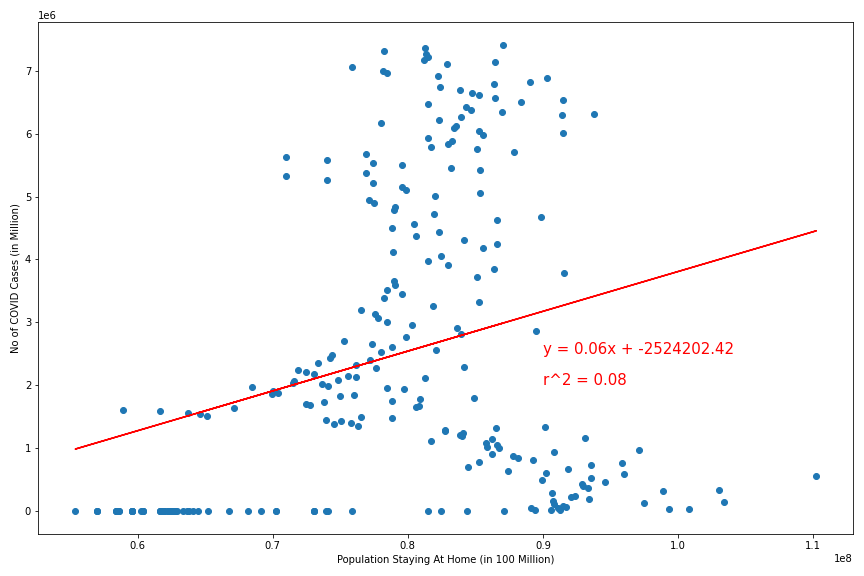 1e6
7
6
5
4
3
2
1
0
No of COVID Cases (in Million)
y = 0.06x + -2524202.42
r^2 = 0.08
0.6
0.7
0.8
0.9
1.0
1.1
1e8
Population Staying At Home (in 100 Million)